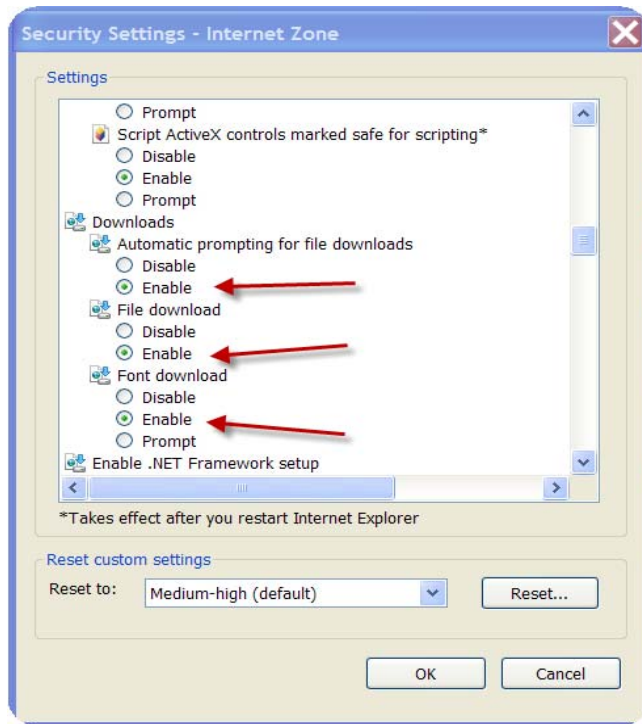 Security Settings - Internet Zone
Settings
Prompt
Script ActiveX controls marked safe for scripting*
Disable
Enable
Prompt
Downloads
Automatic prompting for file downloads
Disable
Enable
File download
Disable
Enable
Font download
Disable
Enable
Prompt
Enable .NET Framework setup
*Takes effect after you restart Internet Explorer
Reset custom settings
Reset to: Medium-high (default) Reset...
OK Cancel